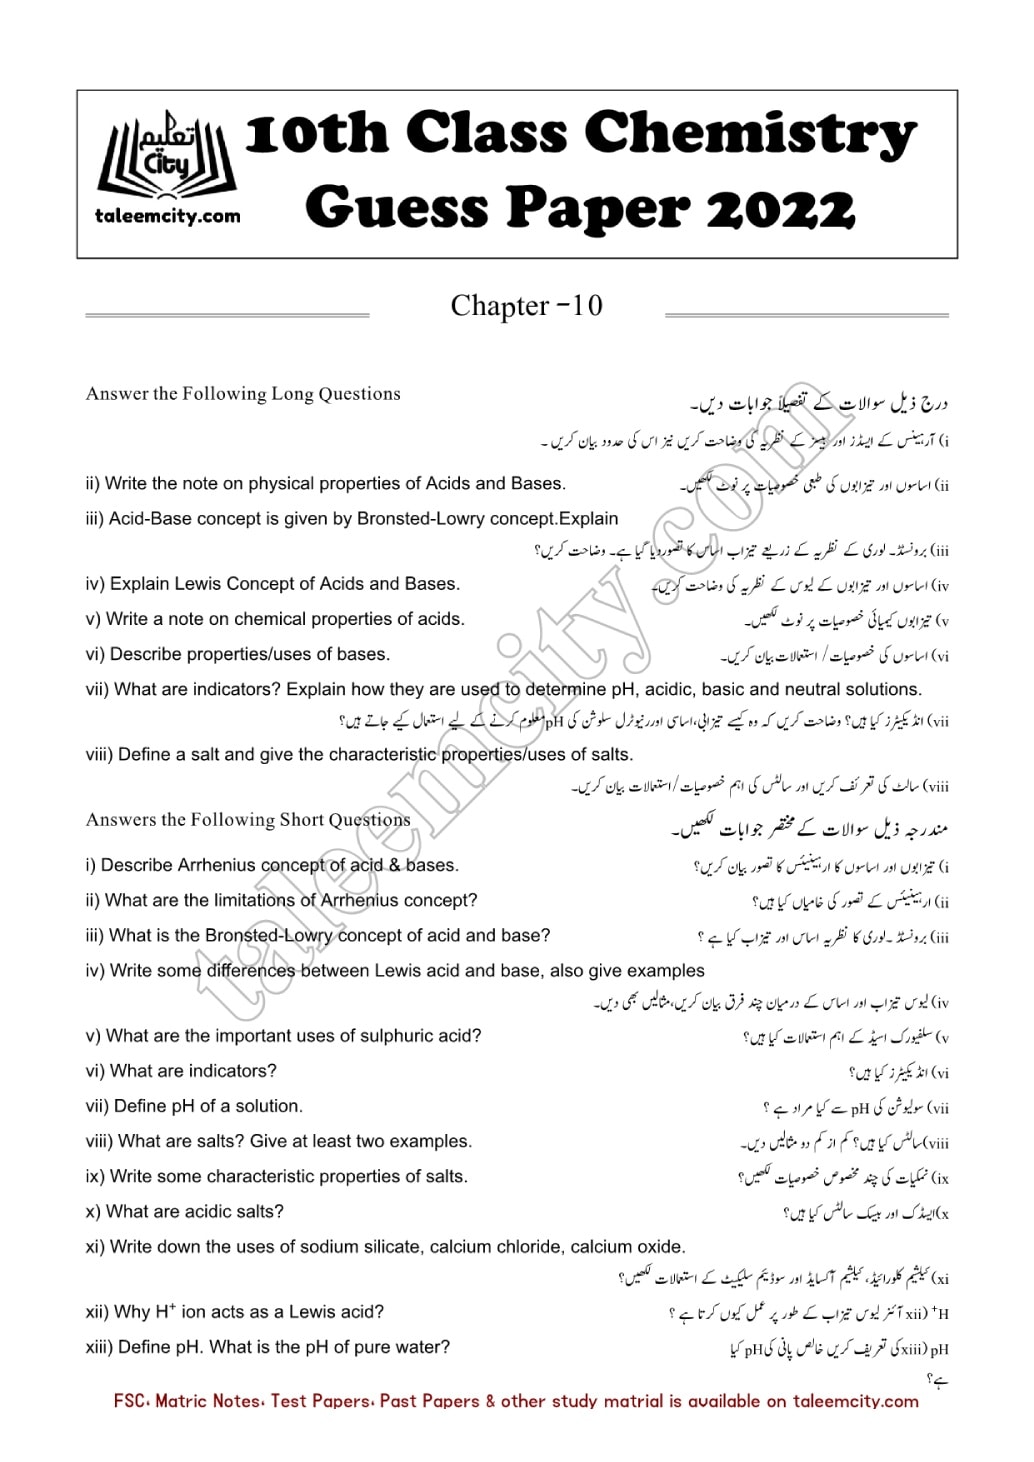 تعلیم
City
taleemcity.com
10th Class Chemistry
Guess Paper 2022
Chapter -10
Answer the Following Long Questions درج ذیل سوالات کے تفصیلاً جوابات دیں۔
i) آرہینس کے ایسڈز اور بیسز کے نظریہ کی وضاحت کریں نیز اس کی حدود بیان کریں ۔
ii) Write the note on physical properties of Acids and Bases. ii) اساسوں اور تیزابوں کی طبعی خصوصیات پر نوٹ لکھیں۔
iii) Acid-Base concept is given by Bronsted-Lowry concept.Explain
iii) برونسٹڈ۔ لوری کے نظریہ کے زریعے تیزاب اساس کا تصور دیا گیا ہے۔ وضاحت کریں؟
iv) Explain Lewis Concept of Acids and Bases. iv) اساسوں اور تیزابوں کے لیوس کے نظریہ کی وضاحت کریں۔
v) Write a note on chemical properties of acids. v) تیزابوں کیمیائی خصوصیات پر نوٹ لکھیں۔
vi) Describe properties/uses of bases. vi) اساسوں کی خصوصیات/ استعمالات بیان کریں۔
vii) What are indicators? Explain how they are used to determine pH, acidic, basic and neutral solutions.
vii) انڈیکیٹرز کیا ہیں؟ وضاحت کریں کہ وہ کیسے تیزابی،اساسی اور نیوٹرل سلوشن کی pH معلوم کرنے کے لیے استعمال کیے جاتے ہیں؟
viii) Define a salt and give the characteristic properties/uses of salts.
viii) سالٹ کی تعرئف کریں اور سالٹس کی اہم خصوصیات/استعمالات بیان کریں۔
Answers the Following Short Questions مندرجہ ذیل سوالات کے مختصر جوابات لکھیں۔
i) Describe Arrhenius concept of acid & bases. i) تیزابوں اور اساسوں کا ارہینیئس کا تصور بیان کریں؟
ii) What are the limitations of Arrhenius concept? ii) ارہینیئس کے تصور کی خامیاں کیا ہیں؟
iii) What is the Bronsted-Lowry concept of acid and base? iii) برونسٹڈ ۔لوری کا نظریہ اساس اور تیزاب کیا ہے ؟
iv) Write some differences between Lewis acid and base, also give examples
iv) لیوس تیزاب اور اساس کے درمیان چند فرق بیان کریں،مثالیں بھی دیں۔
v) What are the important uses of sulphuric acid? v) سلفیورک اسیڈ کے اہم استعمالات کیا ہیں؟
vi) What are indicators? vi) انڈیکیٹرز کیا ہیں؟
vii) Define pH of a solution. vii) سولیوشن کی pH سے کیا مراد ہے ؟
viii) What are salts? Give at least two examples. viii)سالٹس کیا ہیں؟ کم از کم دو مثالیں دیں۔
ix) Write some characteristic properties of salts. ix) نمکیات کی چند مخصوص خصوصیات لکھیں؟
x) What are acidic salts? x)ایسڈک اور بیسک سالٹس کیا ہیں؟
xi) Write down the uses of sodium silicate, calcium chloride, calcium oxide.
xi) کیلشیم کلورائیڈ، کیلشیم آکسایڈ اور سوڈیئم سلیکیٹ کے استعمالات لکھیں؟
xii) Why H⁺ ion acts as a Lewis acid? xii) H⁺ آئنز لیوس تیزاب کے طور پر عمل کیوں کرتا ہے ؟
xiii) Define pH. What is the pH of pure water? xiii) pH کی تعریف کریں خالص پانی کی pH کیا
ہے؟
FSC، Matric Notes، Test Papers، Past Papers & other study matrial is available on taleemcity.com
taleemcity.com